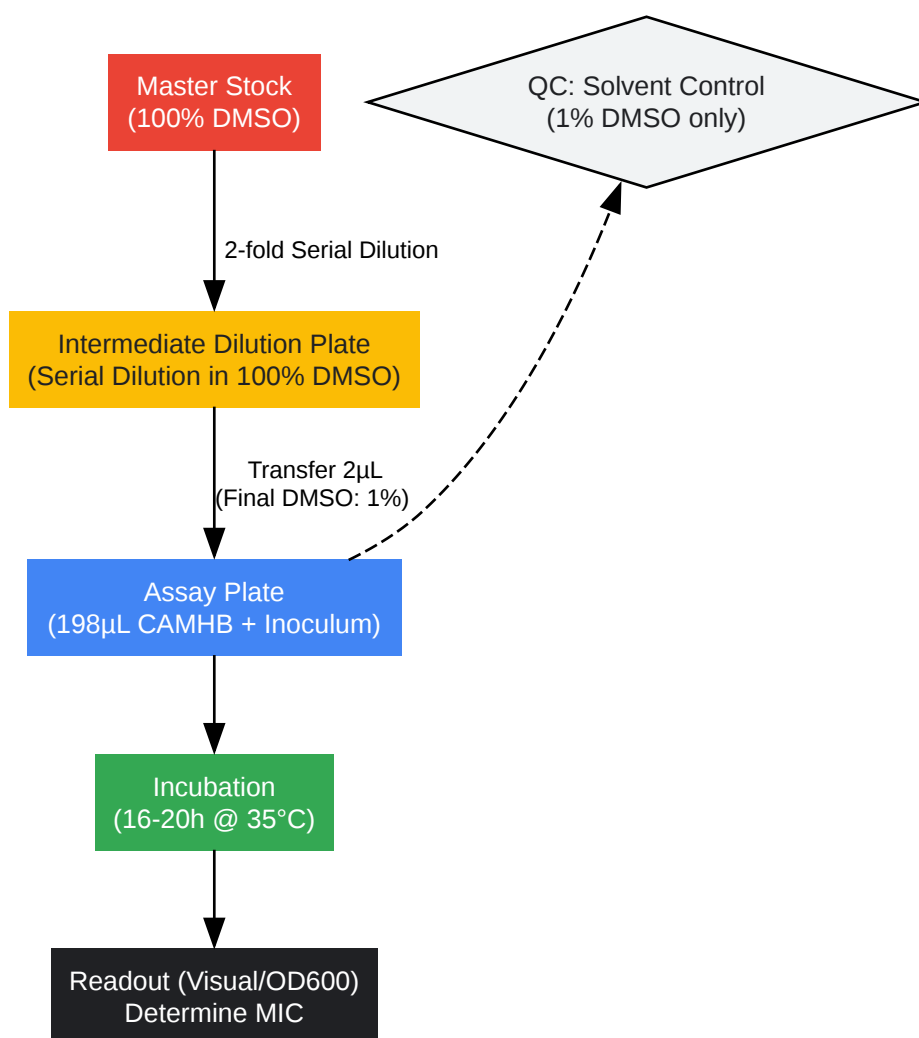 Master Stock
(100% DMSO)
QC: Solvent Control
(1% DMSO only)
2-fold Serial Dilution
Intermediate Dilution Plate
(Serial Dilution in 100% DMSO)
Transfer 2µL
(Final DMSO: 1%)
Assay Plate
(198µL CAMHB + Inoculum)
Incubation
(16-20h @ 35°C)
Readout (Visual/OD600)
Determine MIC